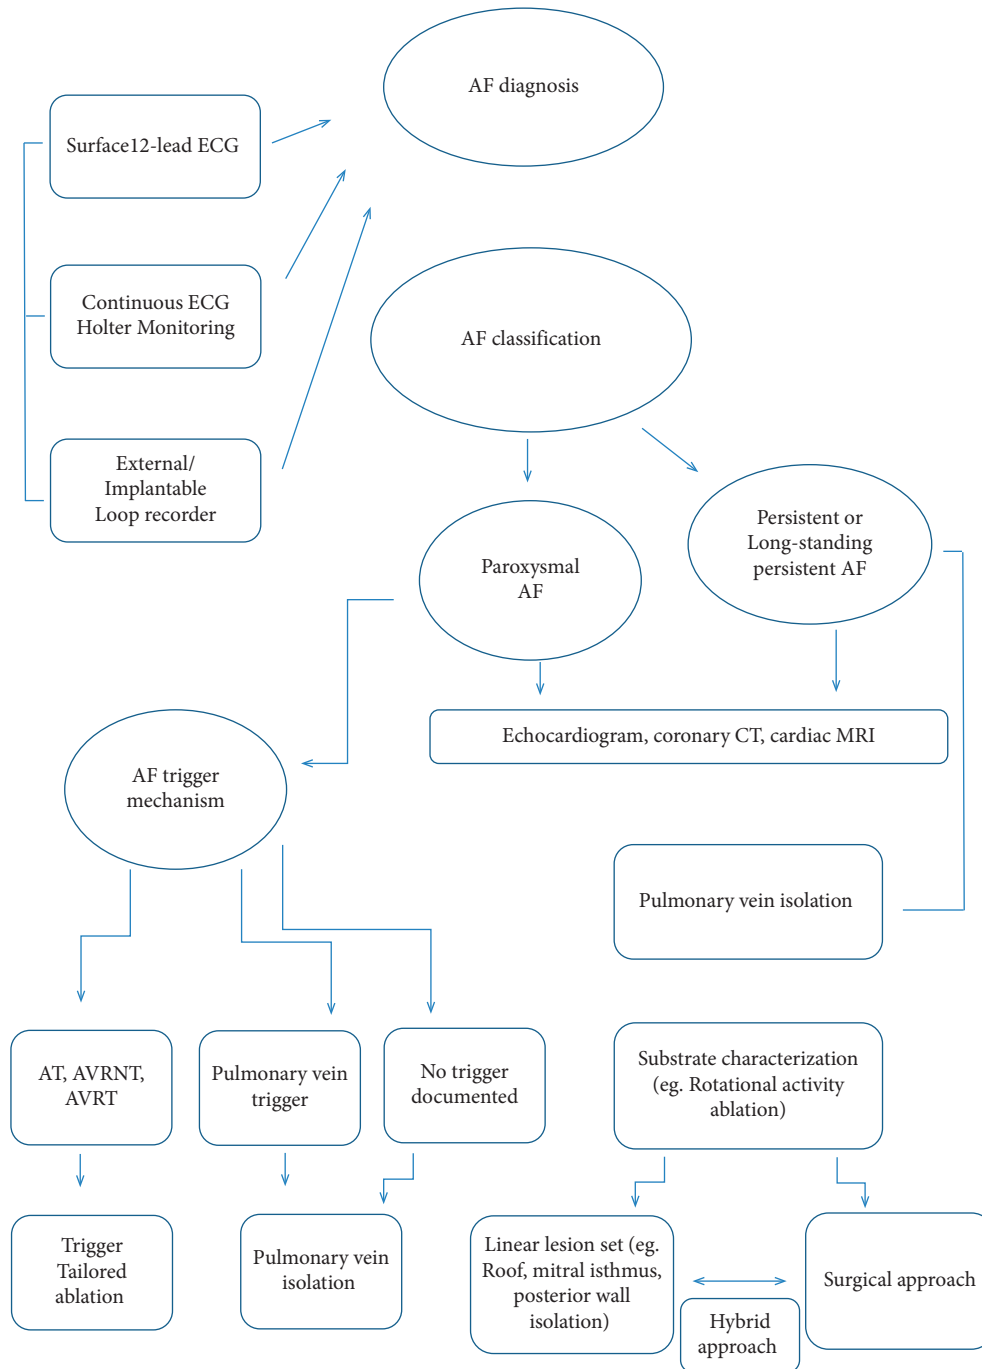 AF diagnosis
Surface12-lead ECG
Continuous ECG
Holter Monitoring
External/
Implantable
Loop recorder
AF classification
Paroxysmal
AF
Persistent or
Long-standing
persistent AF
Echocardiogram, coronary CT, cardiac MRI
AF trigger
mechanism
Pulmonary vein isolation
AT, AVRNT,
AVRT
Pulmonary vein
trigger
No trigger
documented
Substrate characterization
(eg. Rotational activity
ablation)
Trigger
Tailored
ablation
Pulmonary vein
isolation
Linear lesion set (eg.
Roof, mitral isthmus,
posterior wall
isolation)
Hybrid
approach
Surgical approach